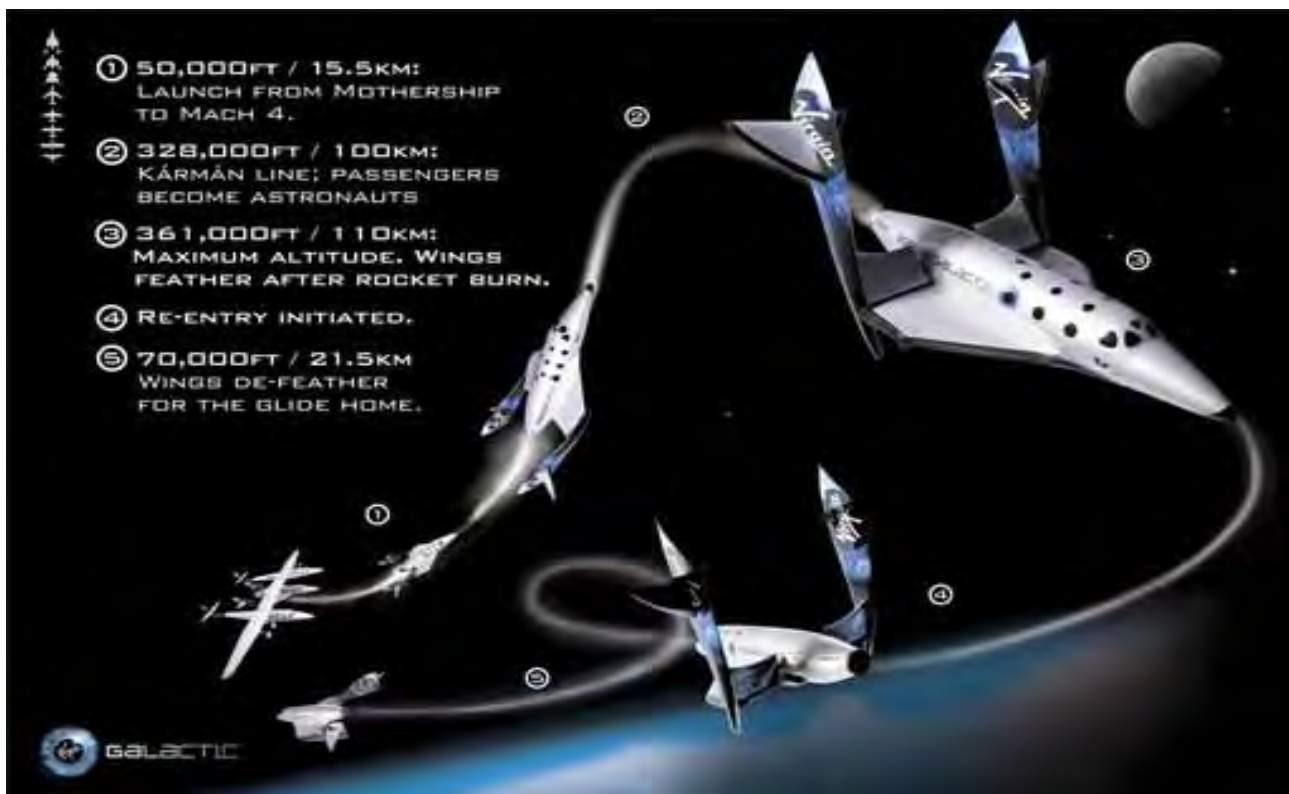 ① 50,000FT / 15.5KM:
LAUNCH FROM MOTHERSHIP
TO MACH 4.
② 328,000FT / 100KM:
KÁRMÁN LINE; PASSENGERS
BECOME ASTRONAUTS
③ 361,000FT / 110KM:
MAXIMUM ALTITUDE. WINGS
FEATHER AFTER ROCKET BURN.
④ RE-ENTRY INITIATED.
⑤ 70,000FT / 21.5KM
WINGS DE-FEATHER
FOR THE GLIDE HOME.
②
Virgin
Virgin
③
①
④
⑤
GALACTIC